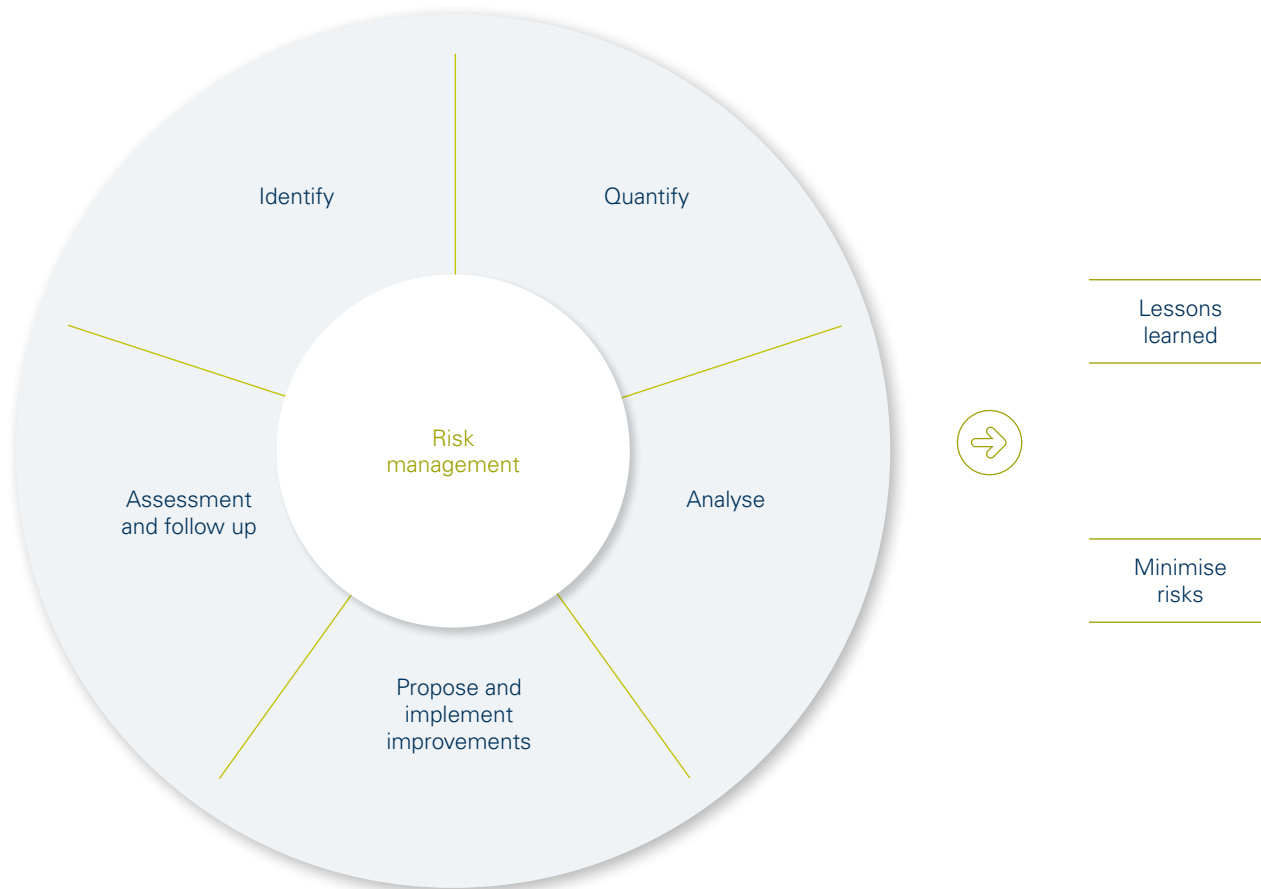 Identify
Quantify
Risk
management
Assessment
and follow up
Analyse
Propose and
implement
improvements
Lessons
learned
Minimise
risks